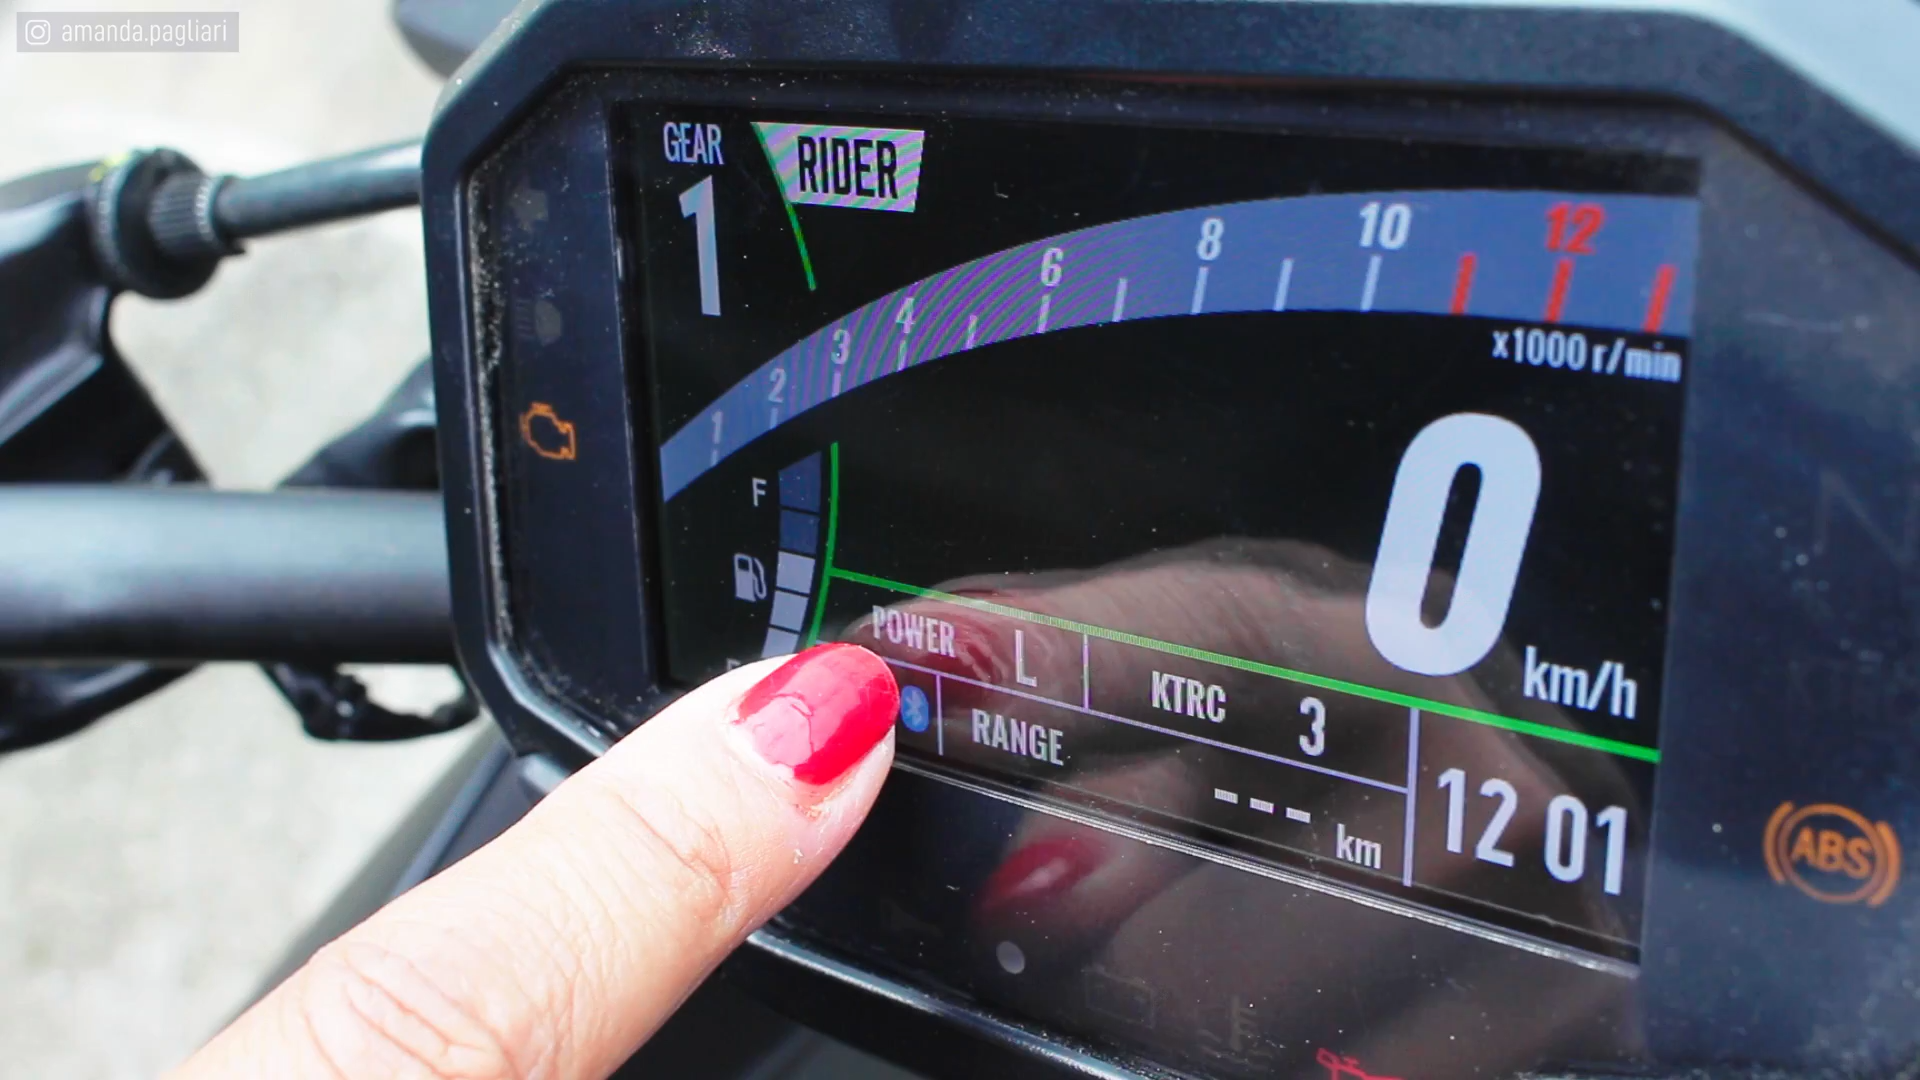 amanda.pagliari
GEAR
1
RIDER
1 2 3 4 6 8 10 12
x1000 r/min
F
0 km/h
POWER L
KTRC 3
RANGE
--- km
12 01
ABS